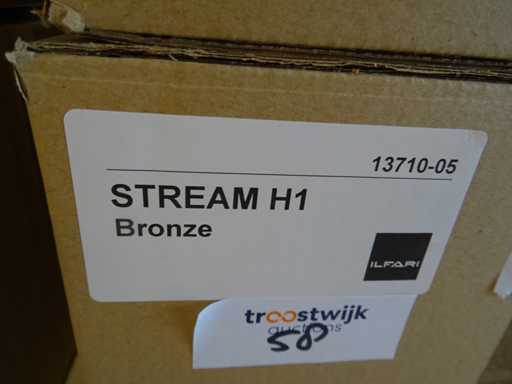 13710-05
STREAM H1
Bronze
ILFARI
troostwijk
auctions
58